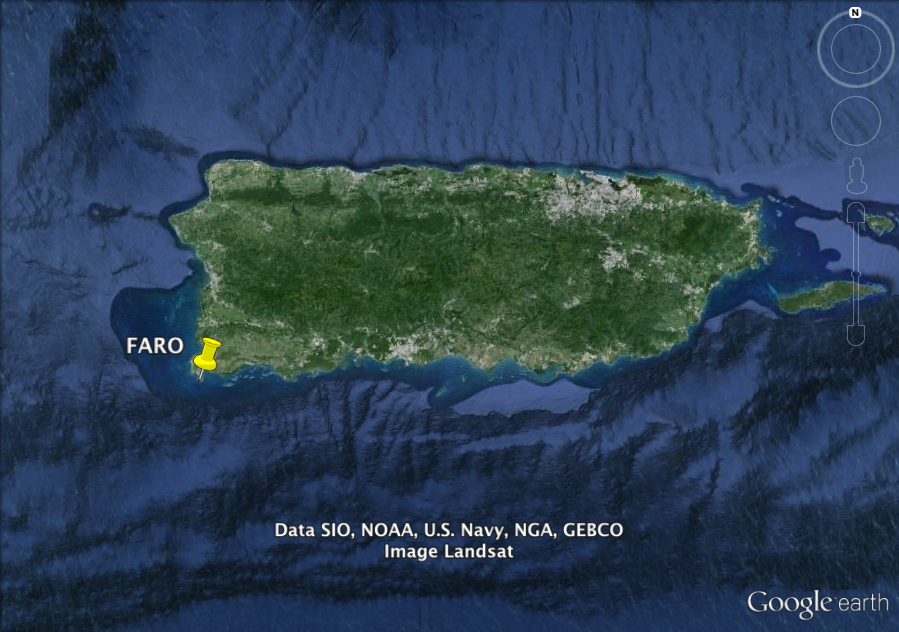 N
FARO
Data SIO, NOAA, U.S. Navy, NGA, GEBCO
Image Landsat
Google earth